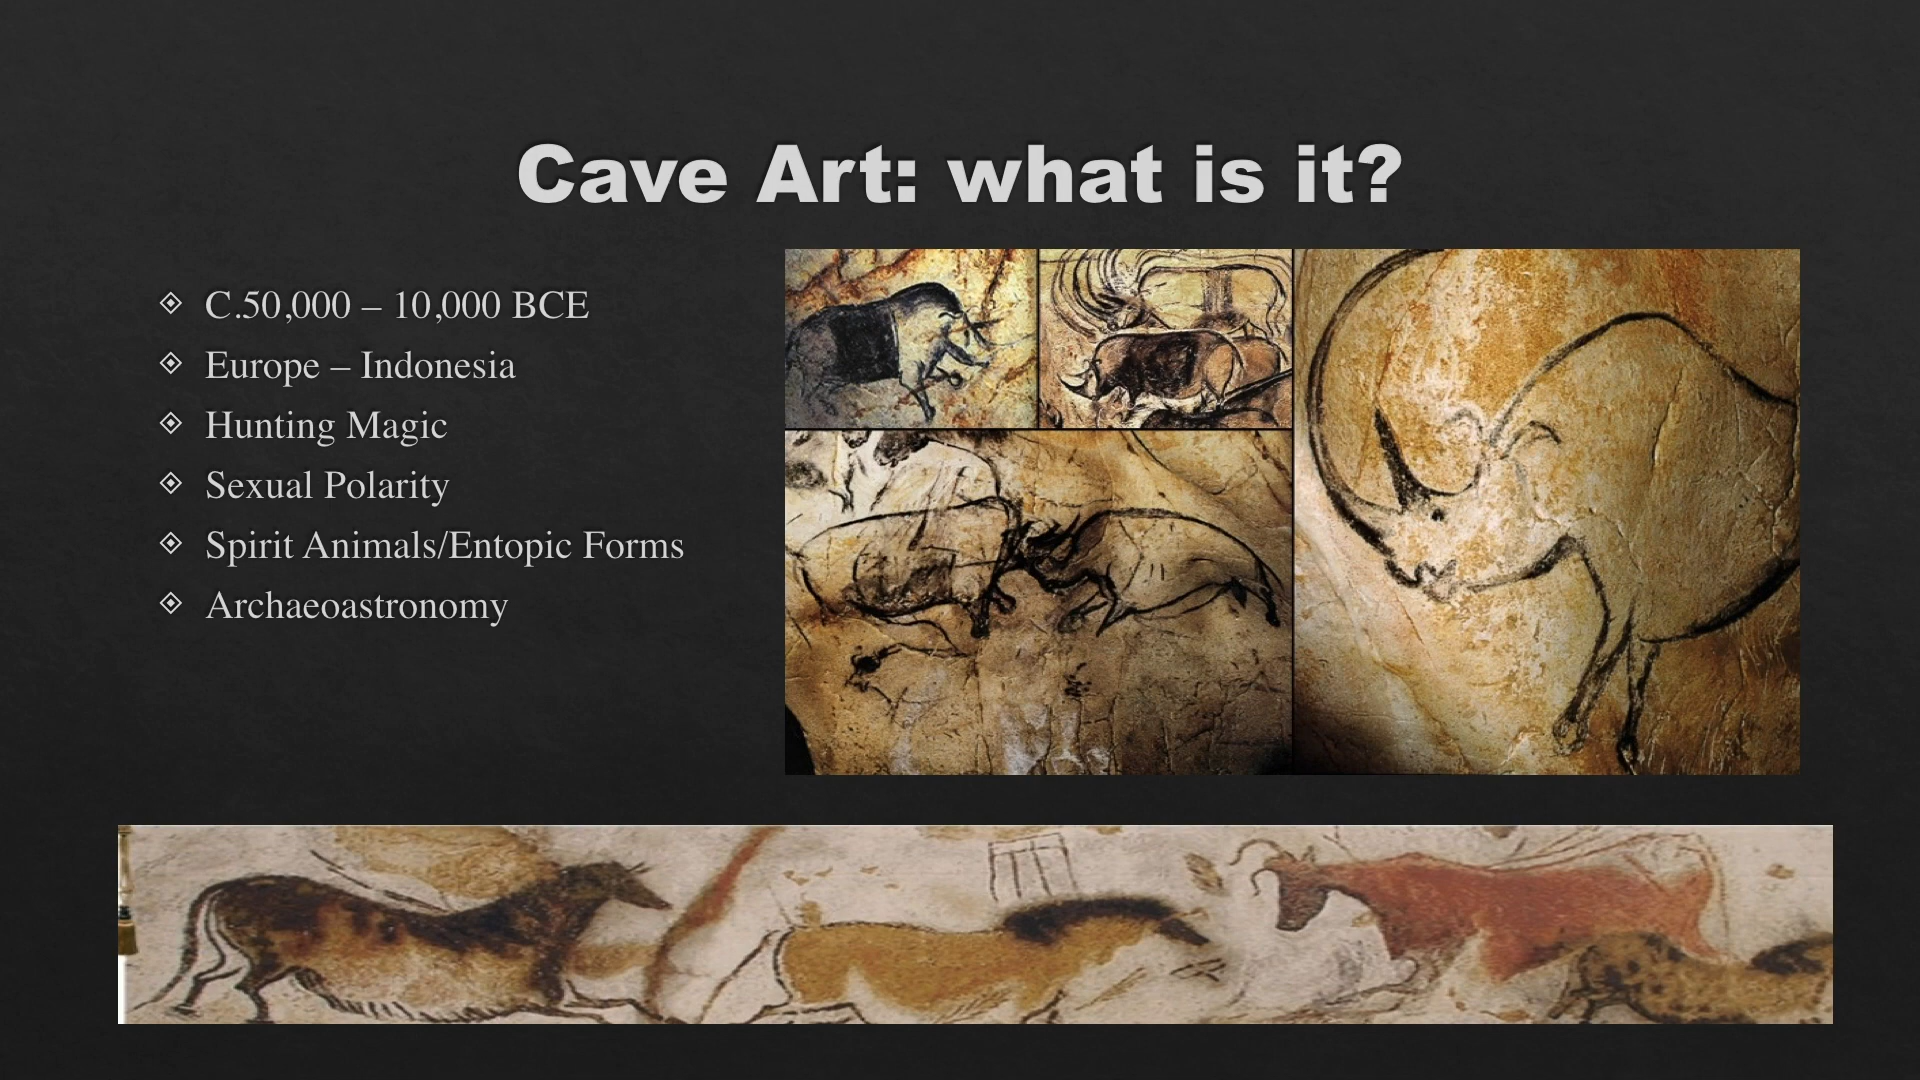 Cave Art: what is it?
C.50,000 – 10,000 BCE
Europe – Indonesia
Hunting Magic
Sexual Polarity
Spirit Animals/Entopic Forms
Archaeoastronomy